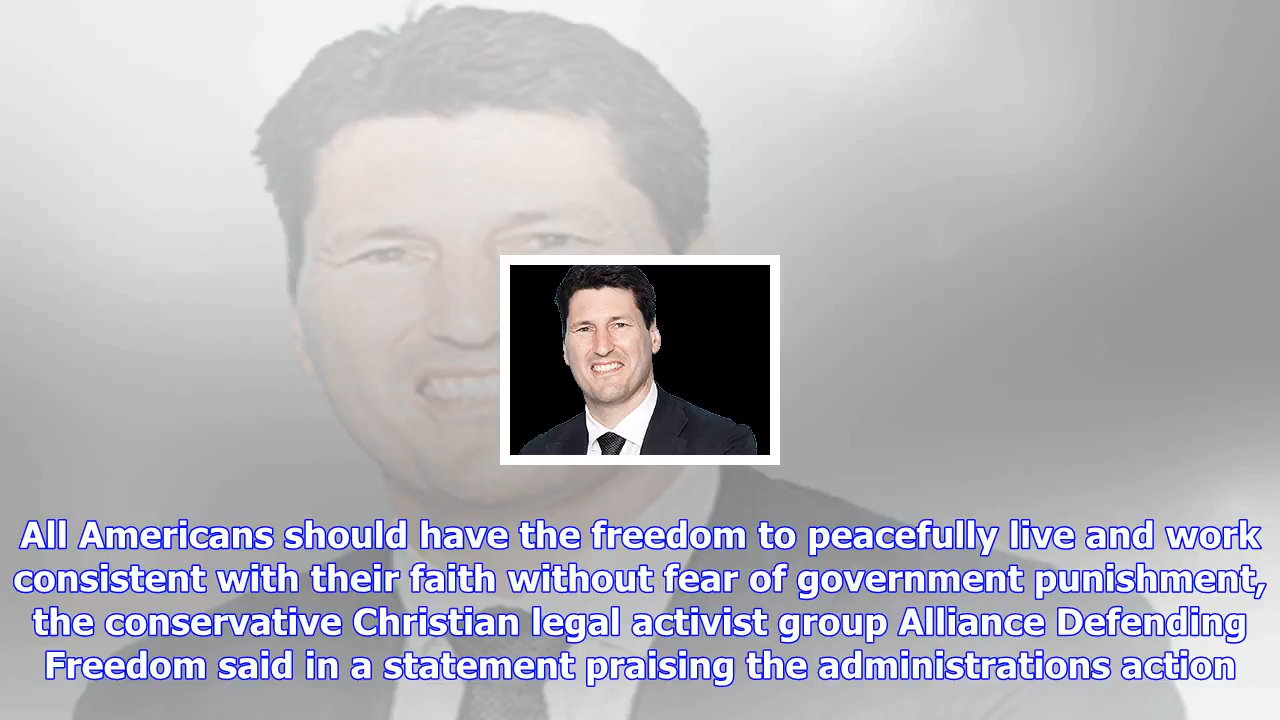 All Americans should have the freedom to peacefully live and work
consistent with their faith without fear of government punishment,
the conservative Christian legal activist group Alliance Defending
Freedom said in a statement praising the administrations action